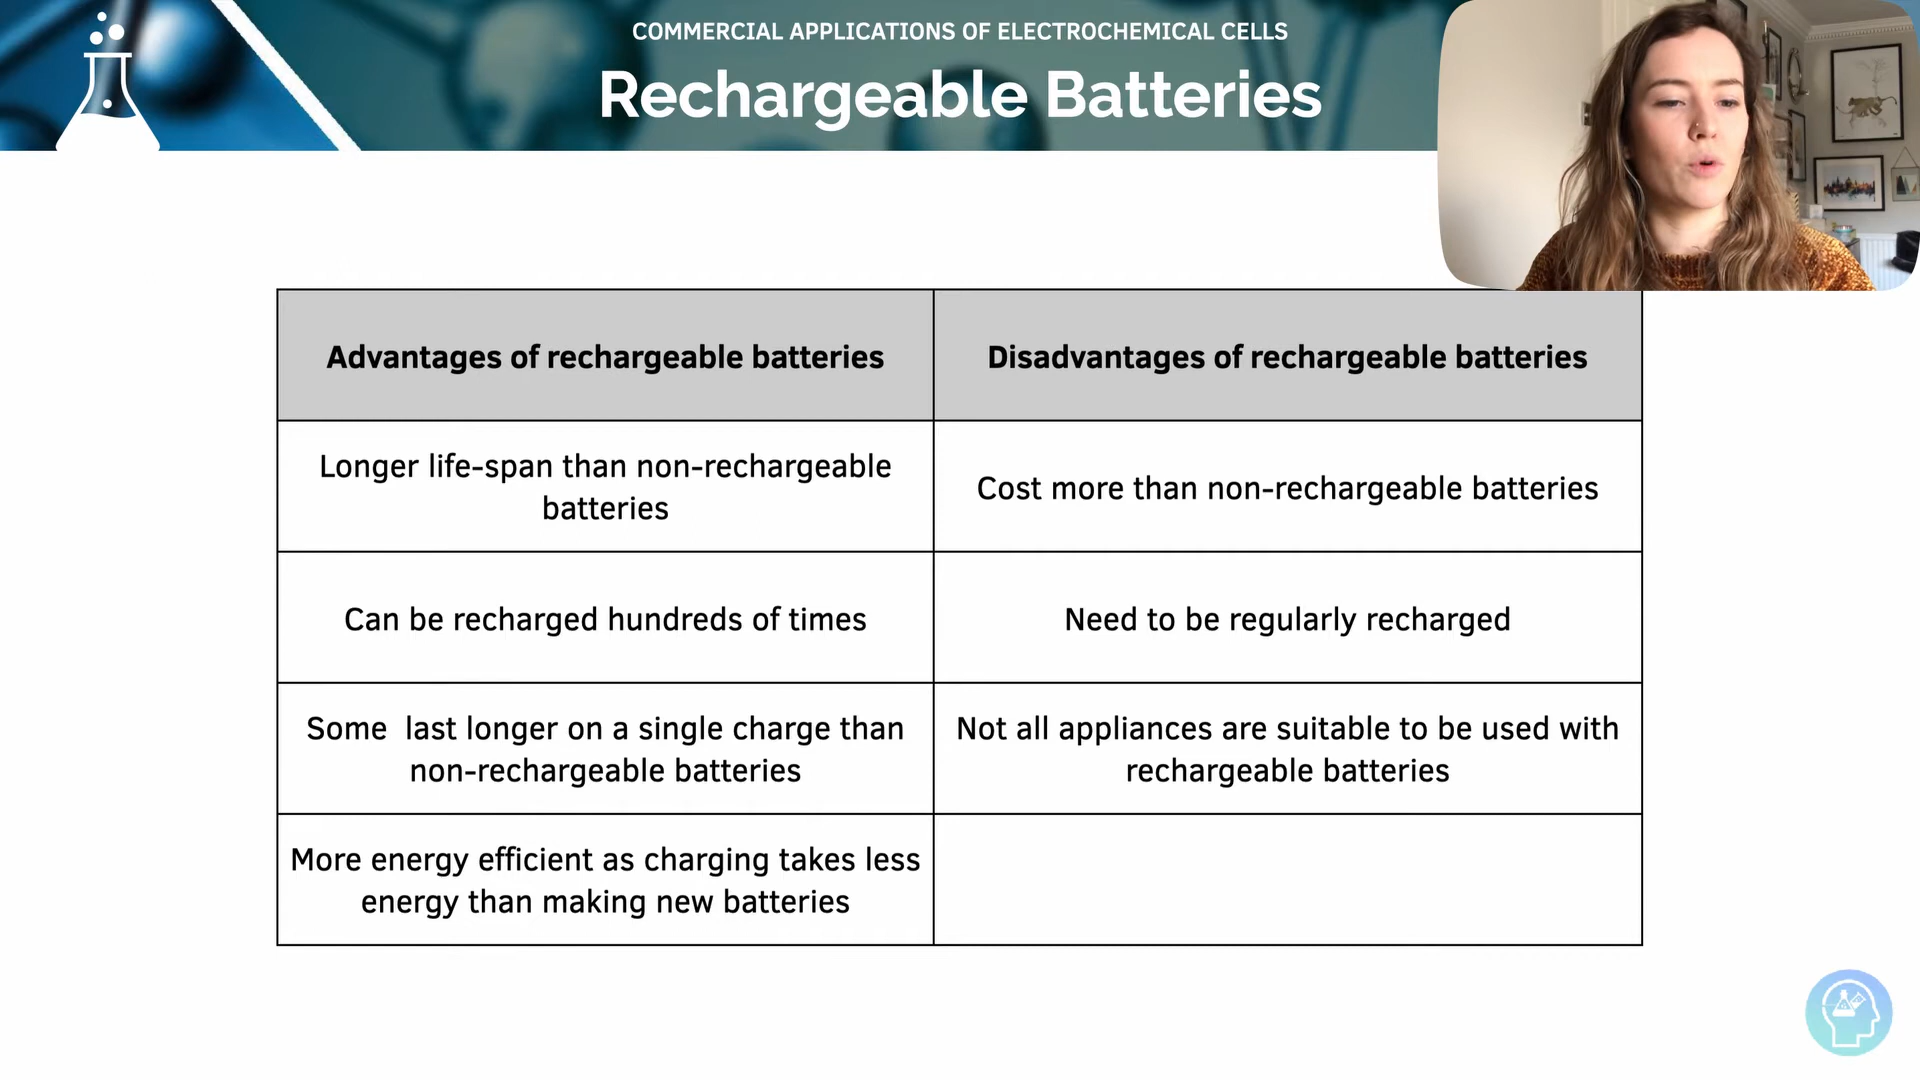 COMMERCIAL APPLICATIONS OF ELECTROCHEMICAL CELLS
Rechargeable Batteries
Advantages of rechargeable batteries
Disadvantages of rechargeable batteries
Longer life-span than non-rechargeable
batteries
Cost more than non-rechargeable batteries
Can be recharged hundreds of times
Need to be regularly recharged
Some  last longer on a single charge than
non-rechargeable batteries
Not all appliances are suitable to be used with
rechargeable batteries
More energy efficient as charging takes less
energy than making new batteries